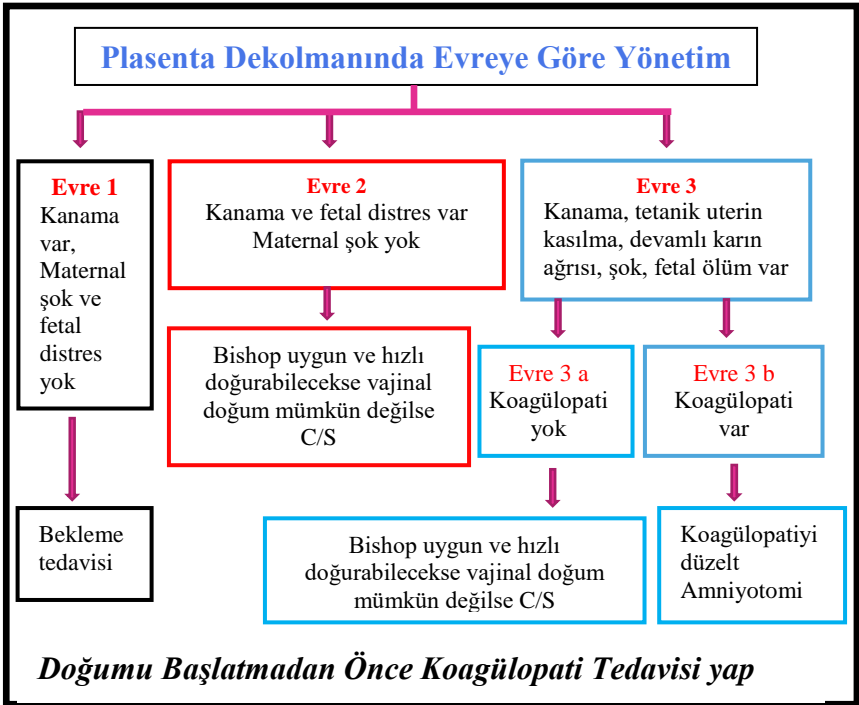 Plasenta Dekolmanında Evreye Göre Yönetim
Evre 1
Kanama
var,
Maternal
şok ve
fetal
distres
yok
Evre 2
Kanama ve fetal distres var
Maternal şok yok
Evre 3
Kanama, tetanik uterin
kasılma, devamlı karın
ağrısı, şok, fetal ölüm var
Bishop uygun ve hızlı
doğurabilecekse vajinal
doğum mümkün değilse
C/S
Evre 3 a
Koagülopati
yok
Evre 3 b
Koagülopati
var
Bekleme
tedavisi
Bishop uygun ve hızlı
doğurabilecekse vajinal doğum
mümkün değilse C/S
Koagülopatiyi
düzelt
Amniyotomi
Doğumu Başlatmadan Önce Koagülopati Tedavisi yap